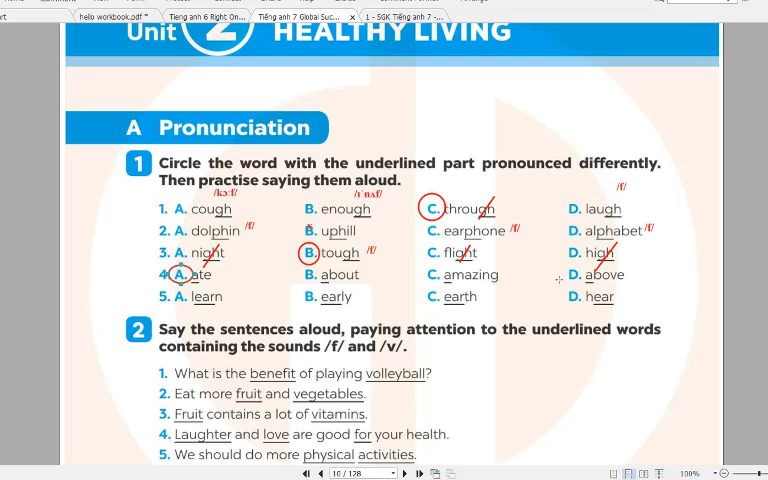 hello workbook.pdf * Tieng anh 6 Right On... Tiếng anh 7 Global Suc... × 1 - SGK Tiếng anh 7 -...
Unit 2 HEALTHY LIVING
A Pronunciation
1 Circle the word with the underlined part pronounced differently.
Then practise saying them aloud.
/kɔːf/ /ɪˈnʌf/ /f/
1. A. cough B. enough C. through D. laugh
2. A. dolphin /f/ B. uphill C. earphone /f/ D. alphabet /f/
3. A. night B. tough /f/ C. flight D. high
4. A. ate B. about C. amazing D. above
5. A. learn B. early C. earth D. hear
2 Say the sentences aloud, paying attention to the underlined words
containing the sounds /f/ and /v/.
1. What is the benefit of playing volleyball?
2. Eat more fruit and vegetables.
3. Fruit contains a lot of vitamins.
4. Laughter and love are good for your health.
5. We should do more physical activities.
10 / 128 100%